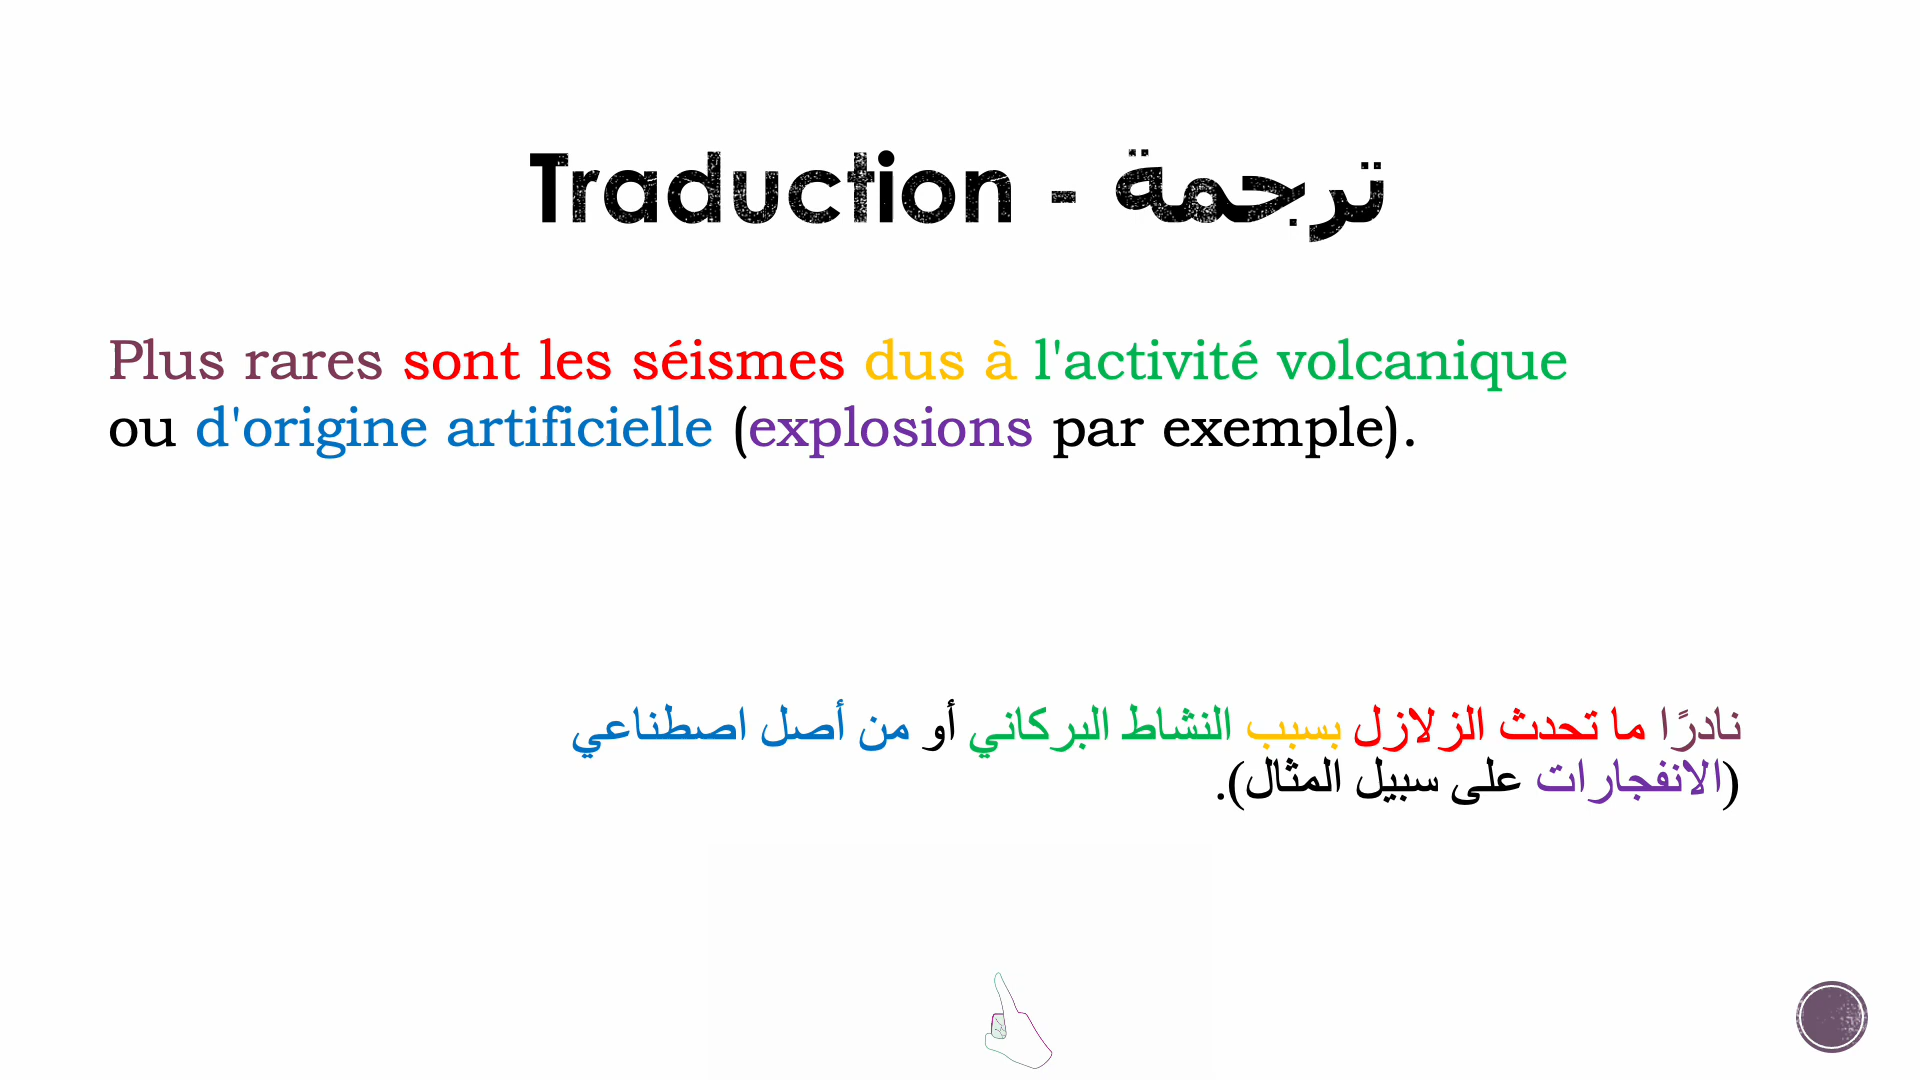 Traduction - ترجمة
Plus rares sont les séismes dus à l'activité volcanique
ou d'origine artificielle (explosions par exemple).
نادرًا ما تحدث الزلازل بسبب النشاط البركاني أو من أصل اصطناعي
(الانفجارات على سبيل المثال).